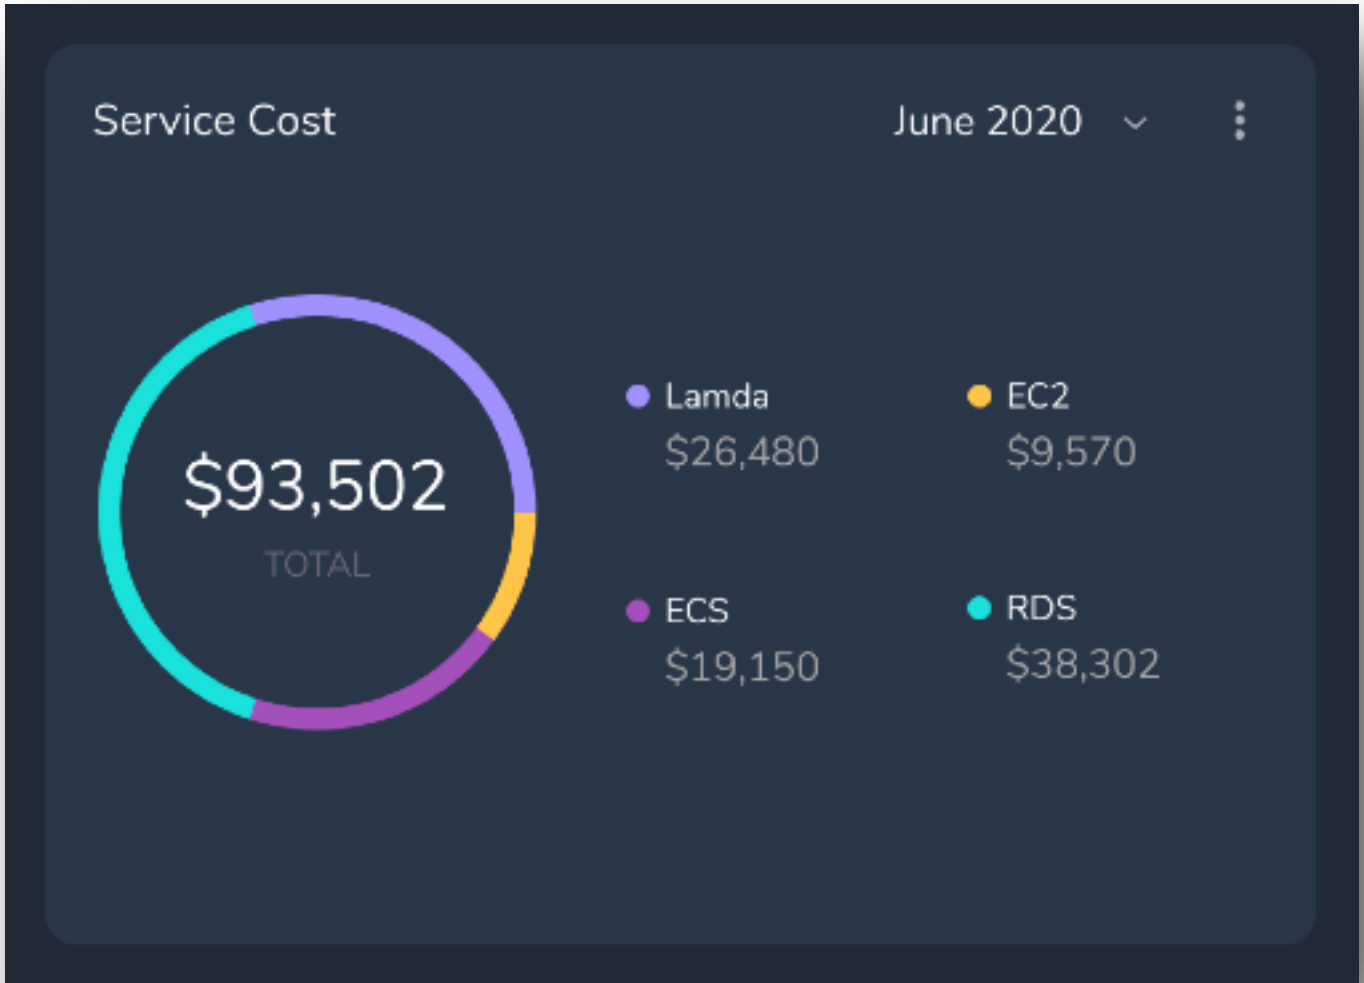 Service Cost
June 2020
$93,502
TOTAL
Lamda
$26,480
EC2
$9,570
ECS
$19,150
RDS
$38,302